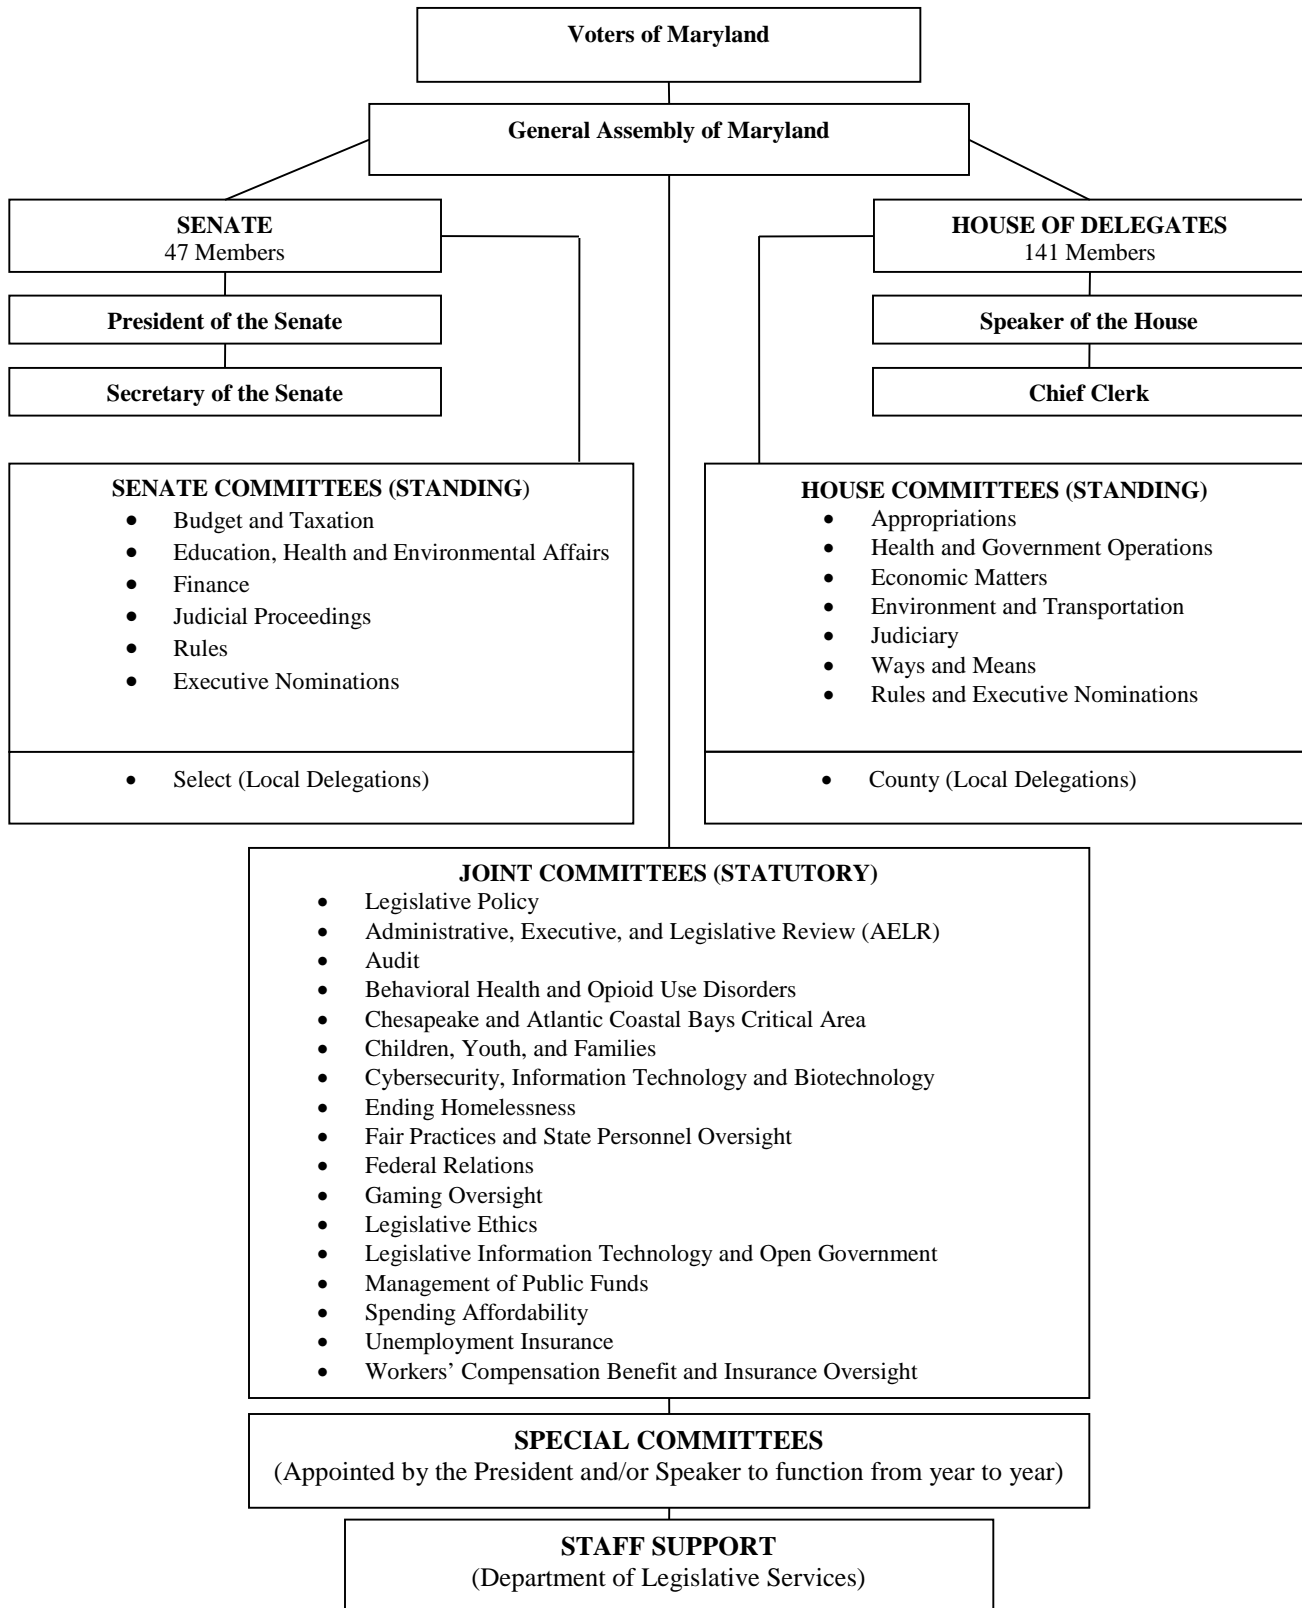 Voters of Maryland
General Assembly of Maryland
SENATE
47 Members
HOUSE OF DELEGATES
141 Members
President of the Senate
Speaker of the House
Secretary of the Senate
Chief Clerk
SENATE COMMITTEES (STANDING)
• Budget and Taxation
• Education, Health and Environmental Affairs
• Finance
• Judicial Proceedings
• Rules
• Executive Nominations
• Select (Local Delegations)
HOUSE COMMITTEES (STANDING)
• Appropriations
• Health and Government Operations
• Economic Matters
• Environment and Transportation
• Judiciary
• Ways and Means
• Rules and Executive Nominations
• County (Local Delegations)
JOINT COMMITTEES (STATUTORY)
• Legislative Policy
• Administrative, Executive, and Legislative Review (AELR)
• Audit
• Behavioral Health and Opioid Use Disorders
• Chesapeake and Atlantic Coastal Bays Critical Area
• Children, Youth, and Families
• Cybersecurity, Information Technology and Biotechnology
• Ending Homelessness
• Fair Practices and State Personnel Oversight
• Federal Relations
• Gaming Oversight
• Legislative Ethics
• Legislative Information Technology and Open Government
• Management of Public Funds
• Spending Affordability
• Unemployment Insurance
• Workers’ Compensation Benefit and Insurance Oversight
SPECIAL COMMITTEES
(Appointed by the President and/or Speaker to function from year to year)
STAFF SUPPORT
(Department of Legislative Services)